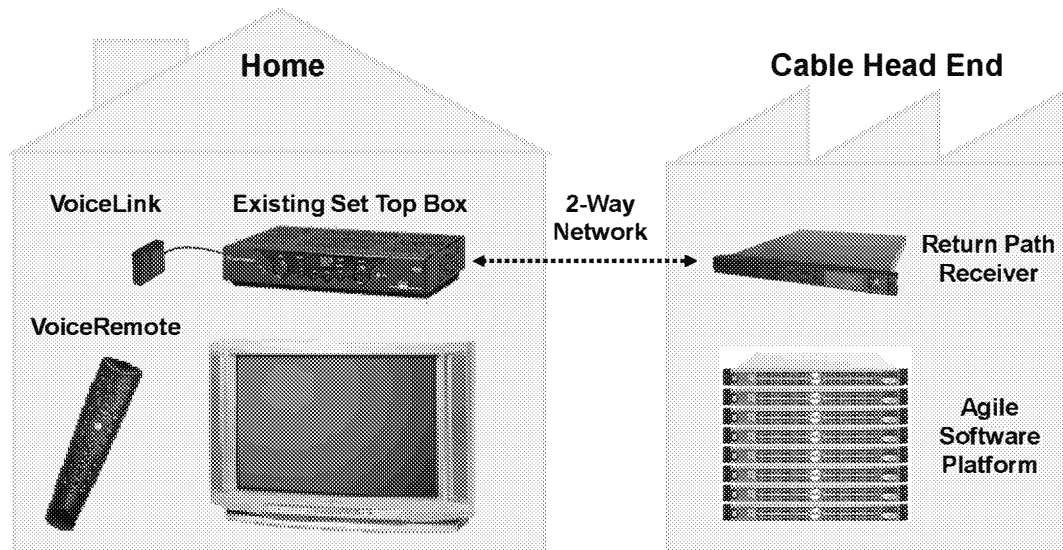 Home
Cable Head End
VoiceLink
Existing Set Top Box
2-Way
Network
Return Path
Receiver
VoiceRemote
Agile
Software
Platform